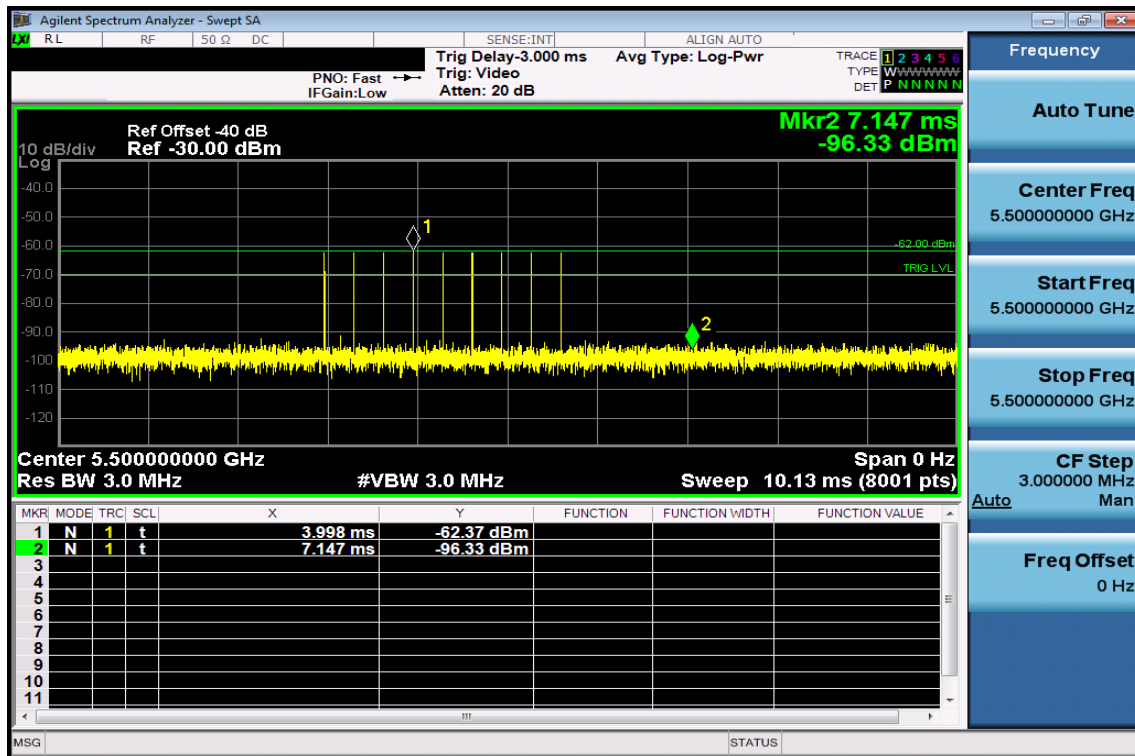 Agilent Spectrum Analyzer - Swept SA
LXI RL RF 50 Ω DC SENSE:INT ALIGN AUTO
Trig Delay-3.000 ms Avg Type: Log-Pwr TRACE 1 2 3 4 5 6
PNO: Fast Trig: Video TYPE WWWWWW
IFGain:Low Atten: 20 dB DET P N N N N N
Mkr2 7.147 ms
-96.33 dBm
Ref Offset -40 dB
10 dB/div Ref -30.00 dBm
Log
-40.0
-50.0
1
-60.0
-62.00 dBm
-70.0
TRIG LVL
-80.0
-90.0
2
-100
-110
-120
Center 5.500000000 GHz Span 0 Hz
Res BW 3.0 MHz #VBW 3.0 MHz Sweep 10.13 ms (8001 pts)
MKR MODE TRC SCL X Y FUNCTION FUNCTION WIDTH FUNCTION VALUE
1 N 1 t 3.998 ms -62.37 dBm
2 N 1 t 7.147 ms -96.33 dBm
3
4
5
6
7
8
9
10
11
MSG STATUS
Frequency
Auto Tune
Center Freq
5.500000000 GHz
Start Freq
5.500000000 GHz
Stop Freq
5.500000000 GHz
CF Step
3.000000 MHz
Auto Man
Freq Offset
0 Hz